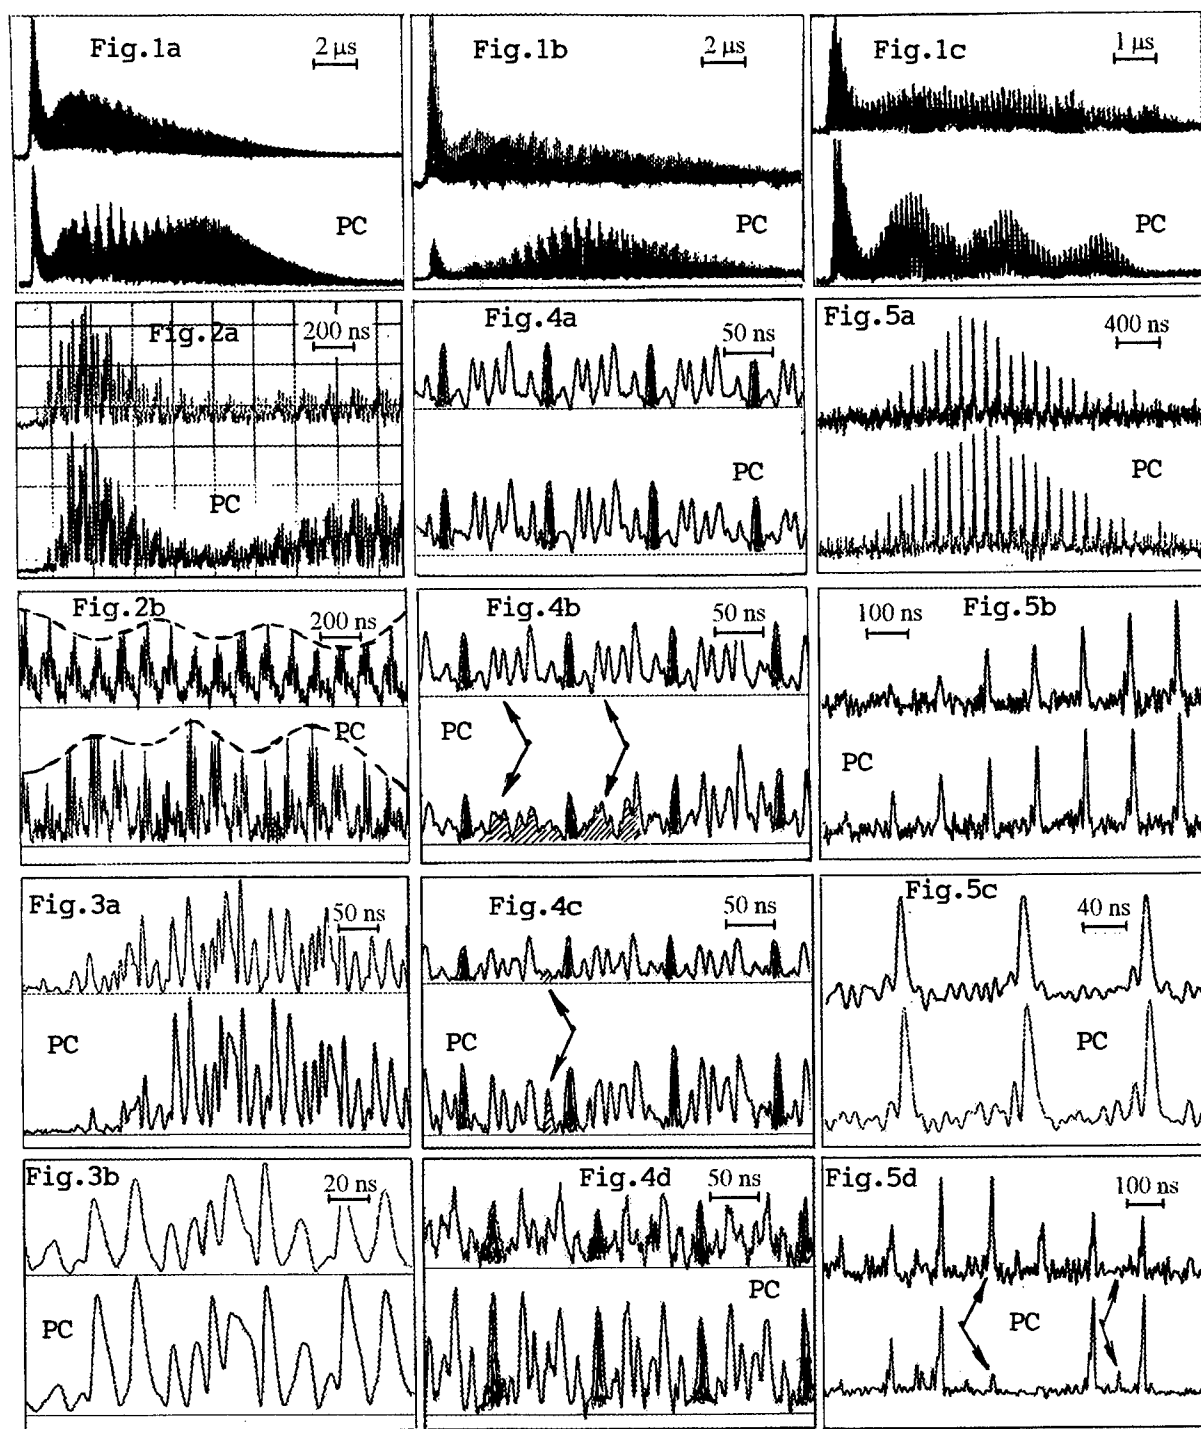 Fig.1a
2 μs
PC
Fig.1b
2 μs
PC
Fig.1c
1 μs
PC
Fig.2a
200 ns
PC
Fig.4a
50 ns
PC
Fig.5a
400 ns
PC
Fig.2b
200 ns
PC
Fig.4b
50 ns
PC
Fig.5b
100 ns
PC
Fig.3a
50 ns
PC
Fig.4c
50 ns
PC
Fig.5c
40 ns
PC
Fig.3b
20 ns
PC
Fig.4d
50 ns
PC
Fig.5d
100 ns
PC